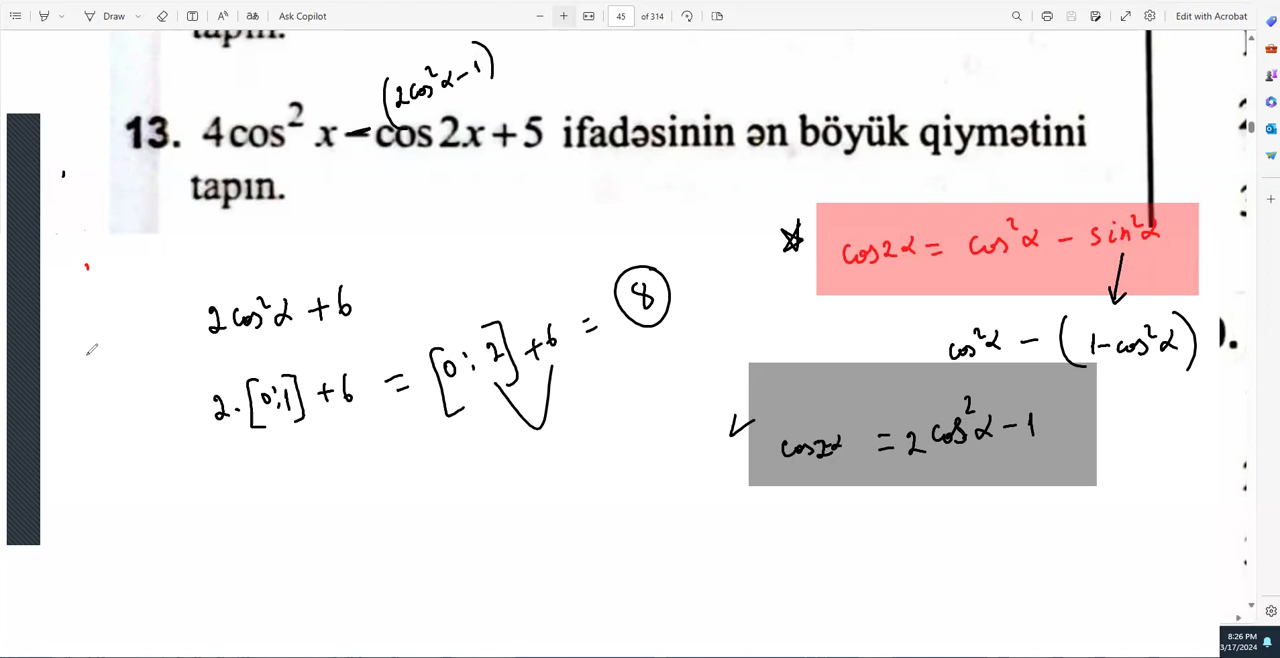 Draw
Ask Copilot
45 of 314
Edit with Acrobat
tapın.
(2cos²α-1)
13. 4cos² x-cos2x+5 ifadəsinin ən böyük qiymətini
tapın.
cos2α = cos²α - sin²α
2cos²α +6
cos²α - (1-cos²α)
2·[0;1] +6 = [0; 2] +6 = 8
cos2α = 2cos²α-1
8:26 PM
3/17/2024